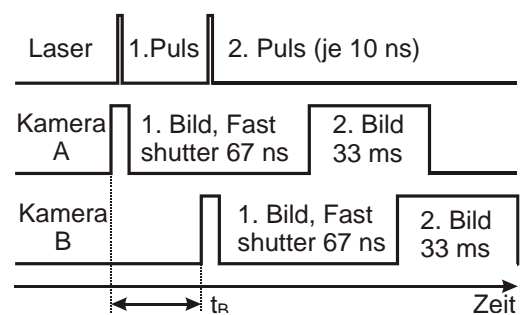 Laser 1.Puls 2. Puls (je 10 ns)
Kamera
A
1. Bild, Fast
shutter 67 ns
2. Bild
33 ms
Kamera
B
1. Bild, Fast
shutter 67 ns
2. Bild
33 ms
tB Zeit